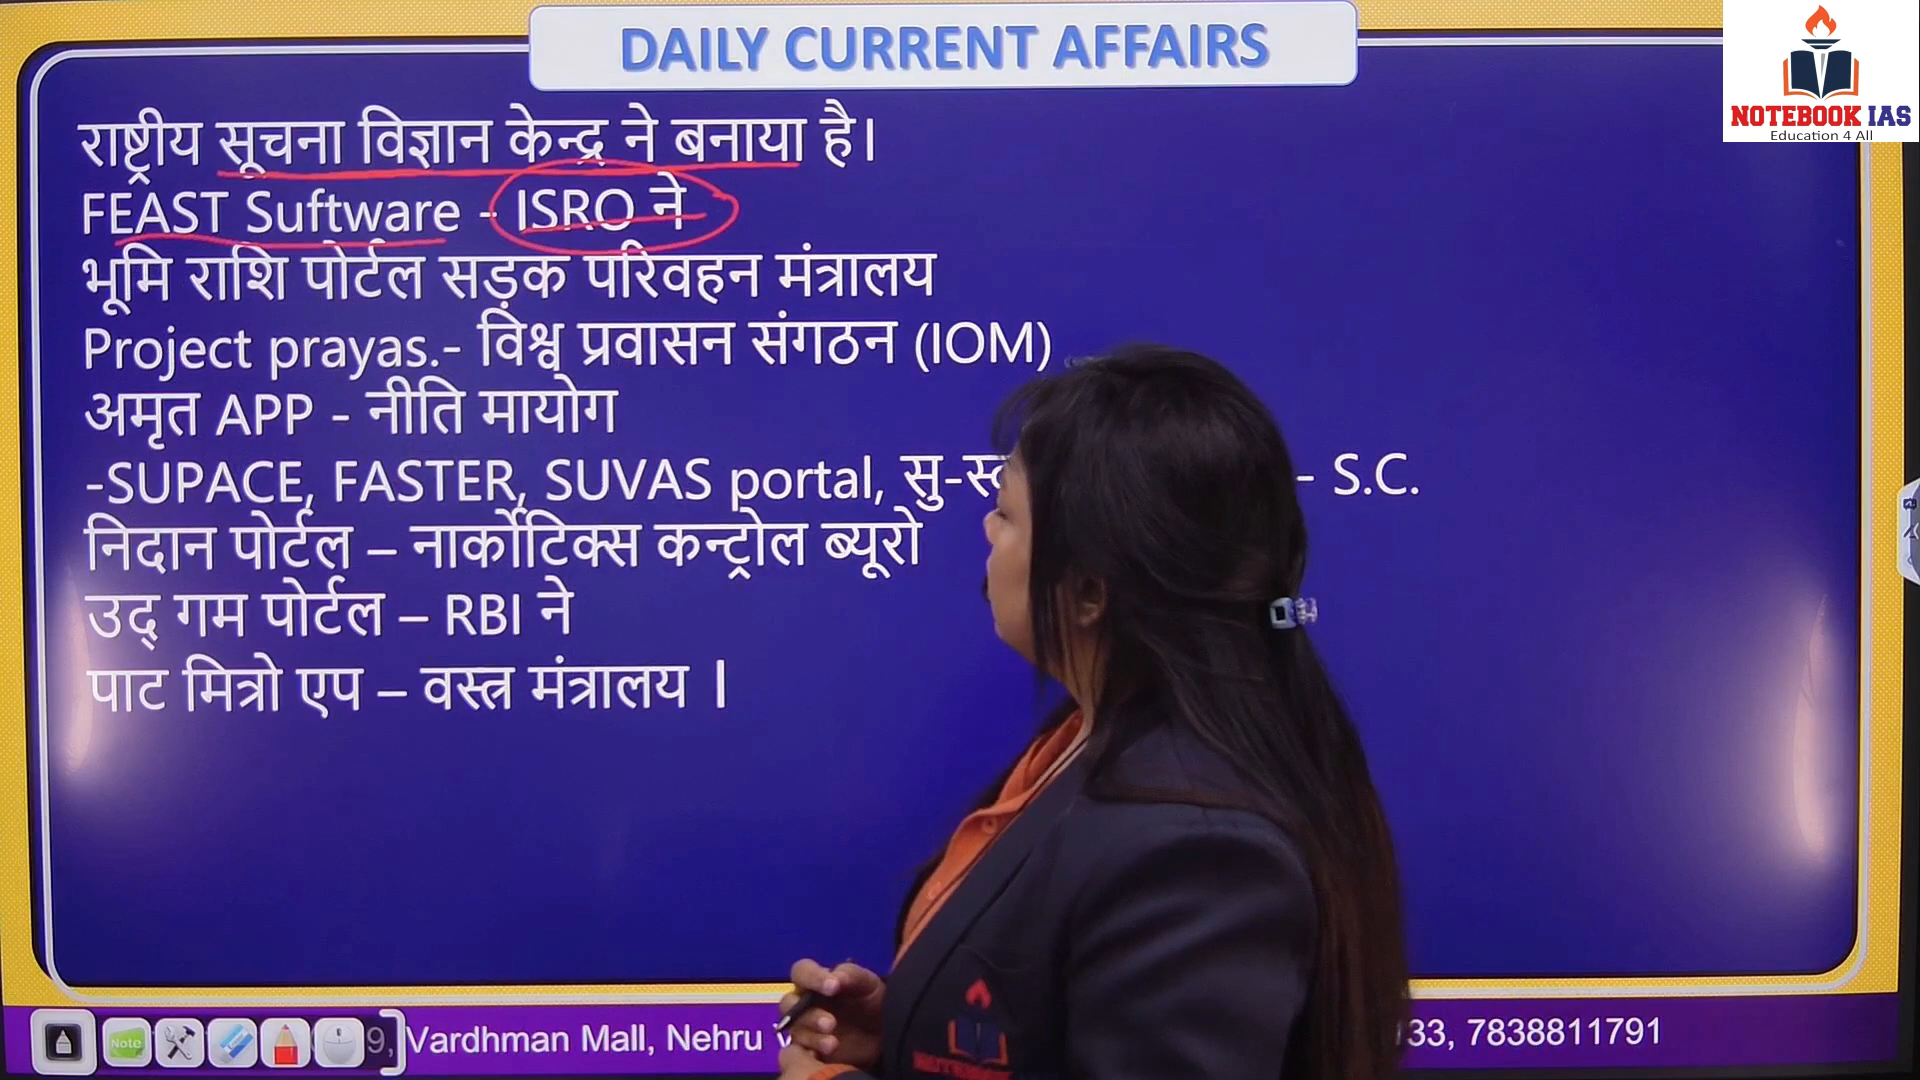 DAILY CURRENT AFFAIRS
NOTEBOOK IAS
Education 4 All
राष्ट्रीय सूचना विज्ञान केन्द्र ने बनाया है।
FEAST Suftware - ISRO ने
भूमि राशि पोर्टल सड़क परिवहन मंत्रालय
Project prayas.- विश्व प्रवासन संगठन (IOM)
अमृत APP - नीति मायोग
-SUPACE, FASTER, SUVAS portal, सु- - S.C.
निदान पोर्टल – नार्कोटिक्स कन्ट्रोल ब्यूरो
उद् गम पोर्टल – RBI ने
पाट मित्रो एप – वस्त्र मंत्रालय ।
Note
9, Vardhman Mall, Nehru 33, 7838811791